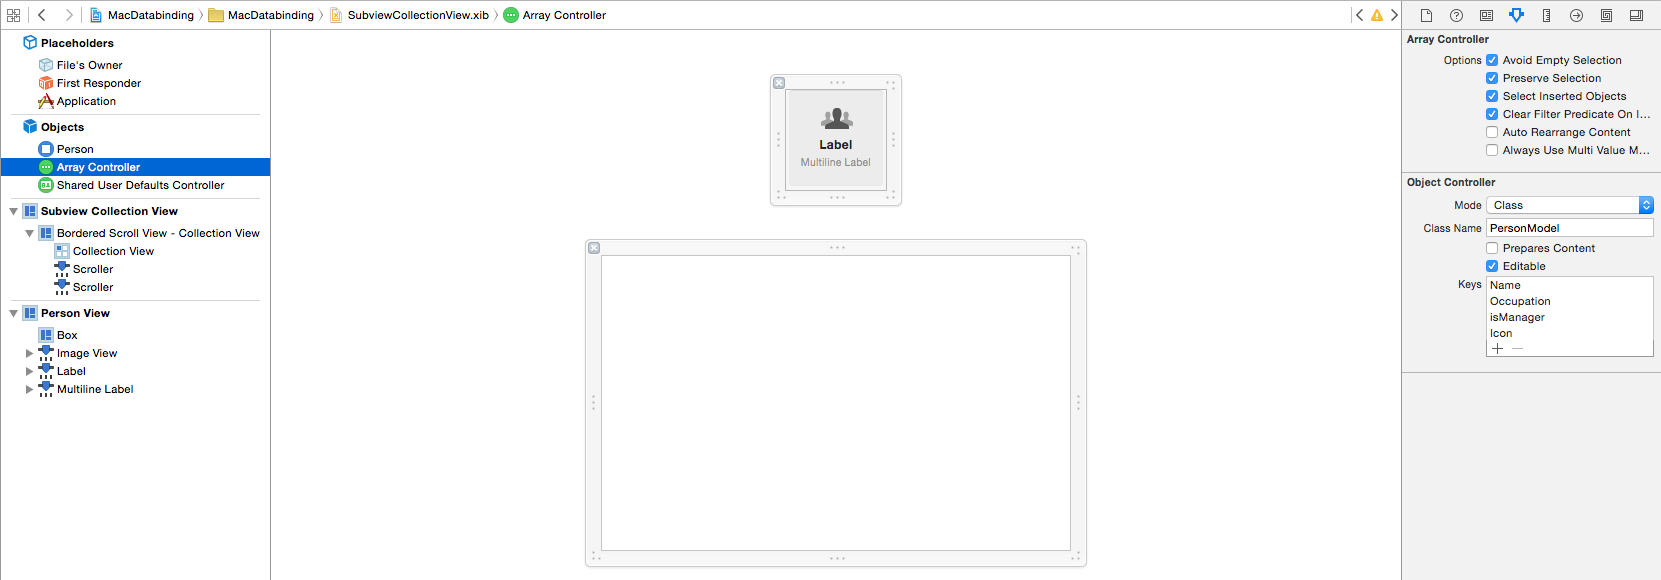 MacDatabinding MacDatabinding SubviewCollectionView.xib Array Controller
Placeholders
File's Owner
First Responder
Application
Objects
Person
Array Controller
Shared User Defaults Controller
Subview Collection View
Bordered Scroll View - Collection View
Collection View
Scroller
Scroller
Person View
Box
Image View
Label
Multiline Label
Label
Multiline Label
Array Controller
Options Avoid Empty Selection
Preserve Selection
Select Inserted Objects
Clear Filter Predicate On I...
Auto Rearrange Content
Always Use Multi Value M...
Object Controller
Mode Class
Class Name PersonModel
Prepares Content
Editable
Keys Name
Occupation
isManager
Icon